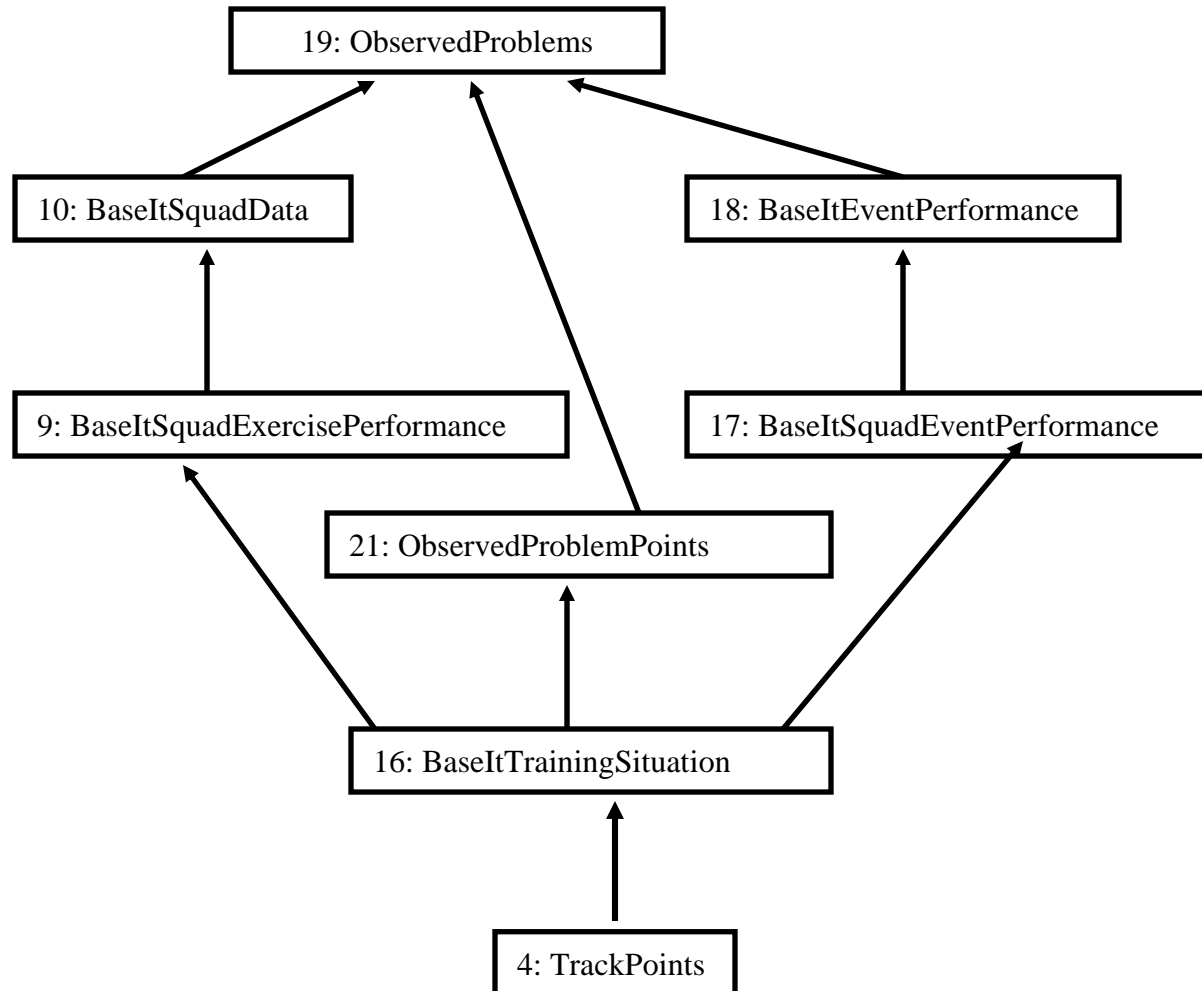 19: ObservedProblems
10: BaseItSquadData
18: BaseItEventPerformance
9: BaseItSquadExercisePerformance
17: BaseItSquadEventPerformance
21: ObservedProblemPoints
16: BaseItTrainingSituation
4: TrackPoints